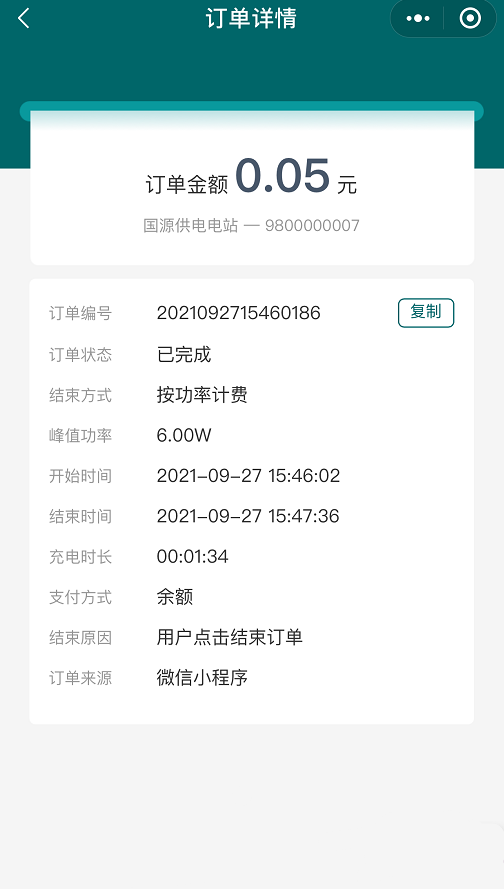 订单详情
订单金额 0.05 元
国源供电电站 — 9800000007
订单编号 2021092715460186 复制
订单状态 已完成
结束方式 按功率计费
峰值功率 6.00W
开始时间 2021-09-27 15:46:02
结束时间 2021-09-27 15:47:36
充电时长 00:01:34
支付方式 余额
结束原因 用户点击结束订单
订单来源 微信小程序